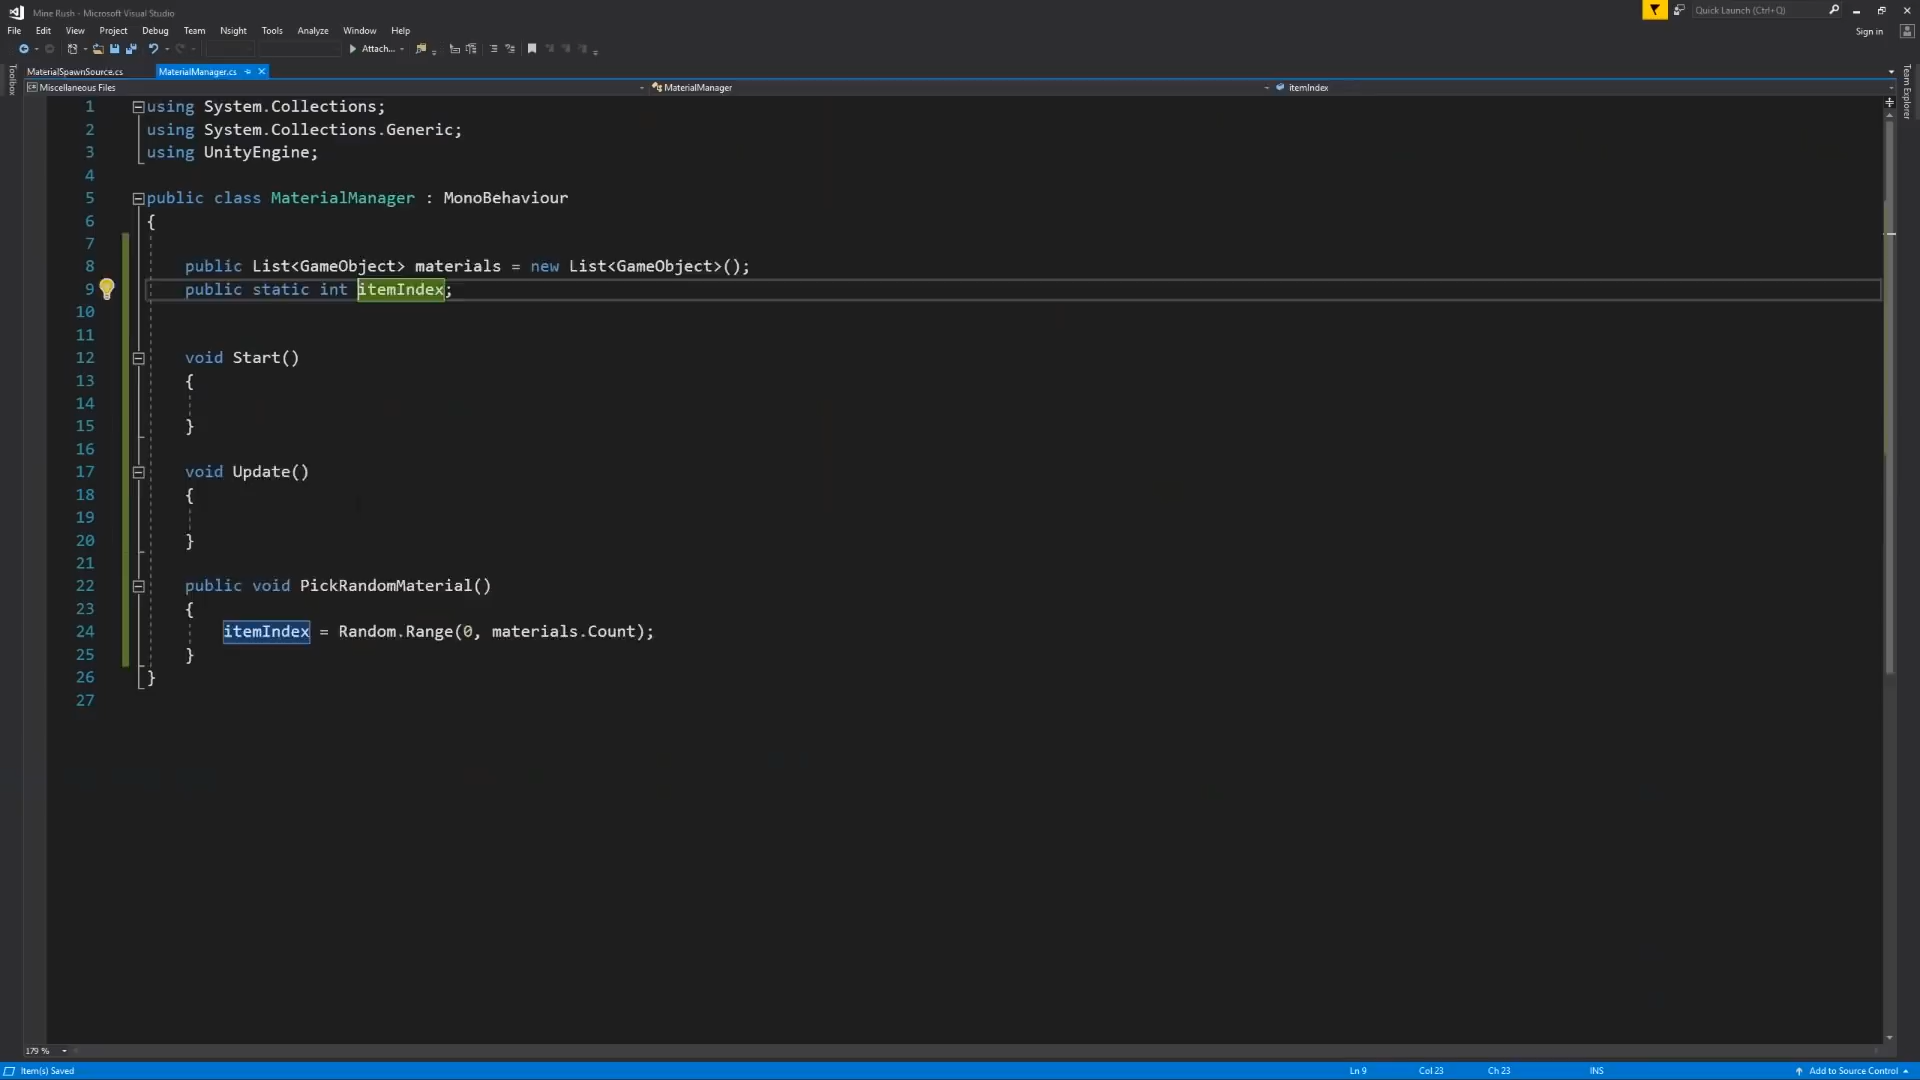 Mine Rush - Microsoft Visual Studio
Quick Launch (Ctrl+Q)
File Edit View Project Debug Team Nsight Tools Analyze Window Help
Sign in
Attach...
Toolbox
Team Explorer
MaterialSpawnSource.cs MaterialManager.cs
Miscellaneous Files MaterialManager itemIndex
1 using System.Collections;
2 using System.Collections.Generic;
3 using UnityEngine;
4
5 public class MaterialManager : MonoBehaviour
6 {
7
8 public List<GameObject> materials = new List<GameObject>();
9 public static int itemIndex;
10
11
12 void Start()
13 {
14
15 }
16
17 void Update()
18 {
19
20 }
21
22 public void PickRandomMaterial()
23 {
24 itemIndex = Random.Range(0, materials.Count);
25 }
26 }
27
179 %
Item(s) Saved Ln 9 Col 23 Ch 23 INS Add to Source Control